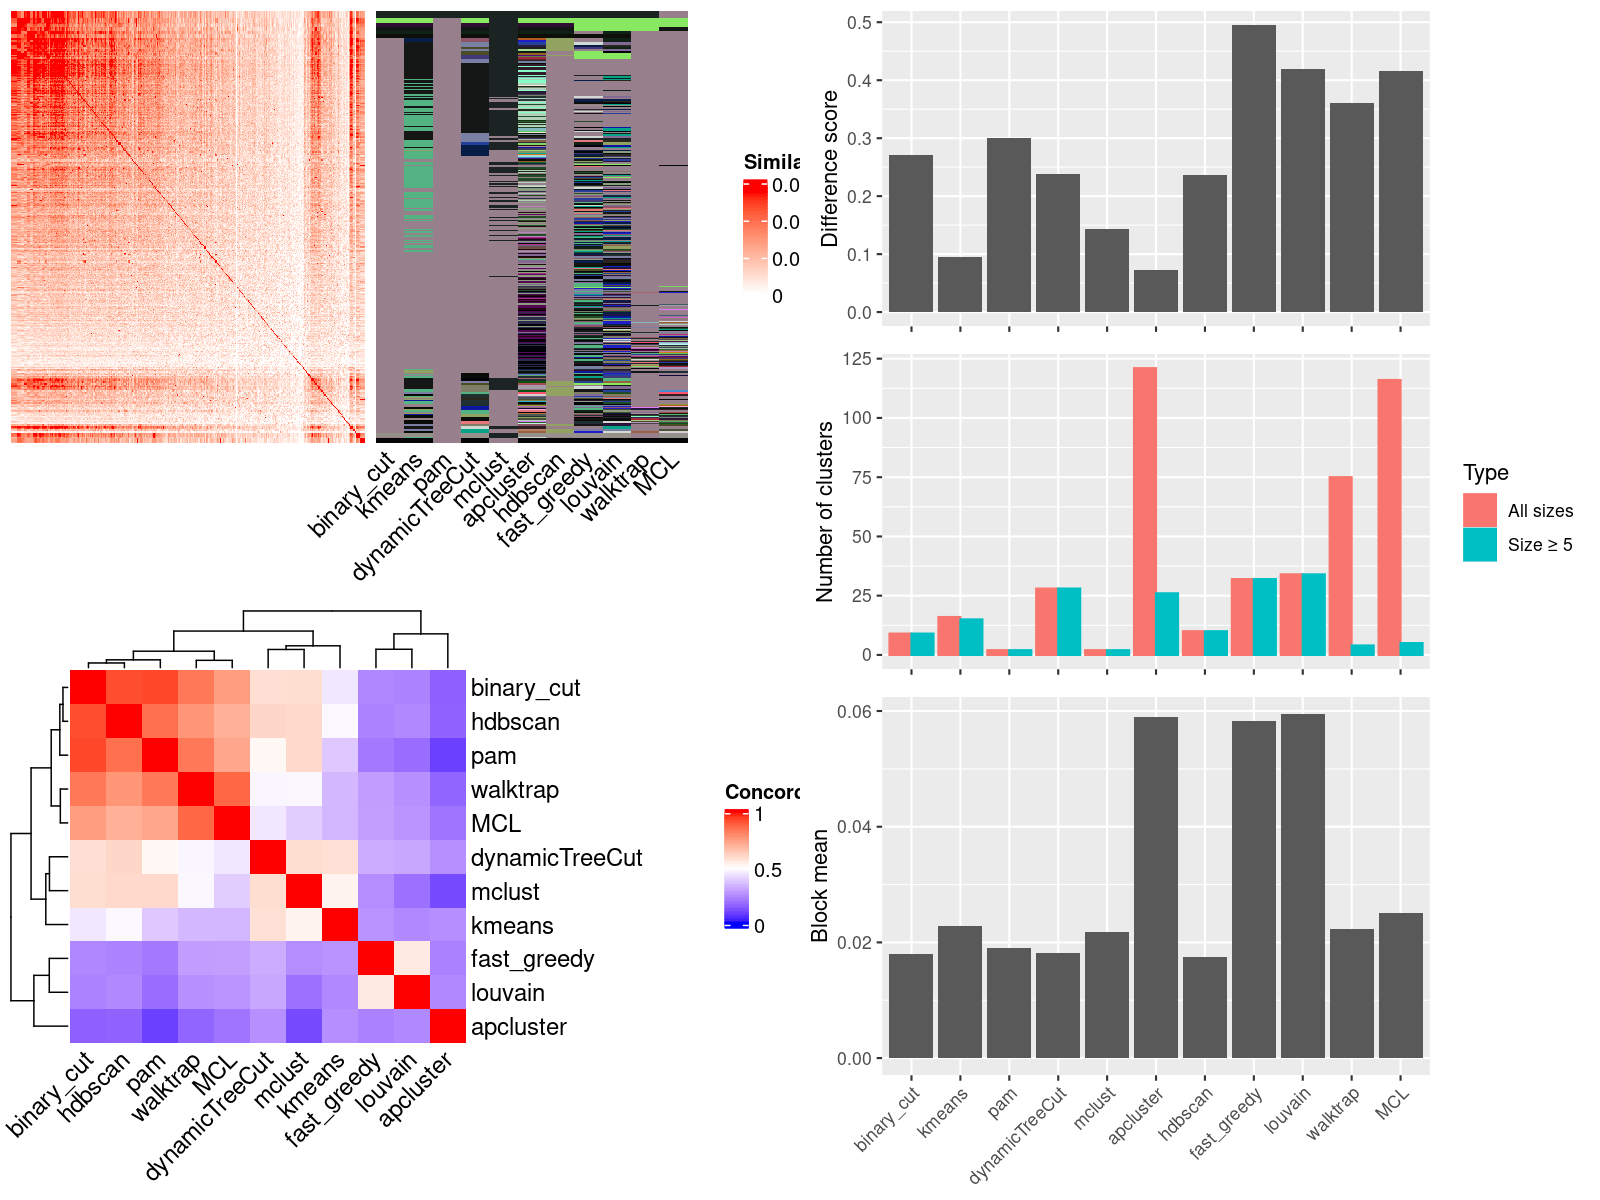 Simila
0.0
0.0
0.0
0
binary_cut
kmeans
pam
dynamicTreeCut
mclust
apcluster
hdbscan
fast_greedy
louvain
walktrap
MCL
binary_cut
hdbscan
pam
walktrap
MCL
dynamicTreeCut
mclust
kmeans
fast_greedy
louvain
apcluster
binary_cut
hdbscan
pam
walktrap
MCL
dynamicTreeCut
mclust
kmeans
fast_greedy
louvain
apcluster
Concord
1
0.5
0
Difference score
0.5
0.4
0.3
0.2
0.1
0.0
Number of clusters
125
100
75
50
25
0
Type
All sizes
Size ≥ 5
Block mean
0.06
0.04
0.02
0.00
binary_cut
kmeans
pam
dynamicTreeCut
mclust
apcluster
hdbscan
fast_greedy
louvain
walktrap
MCL